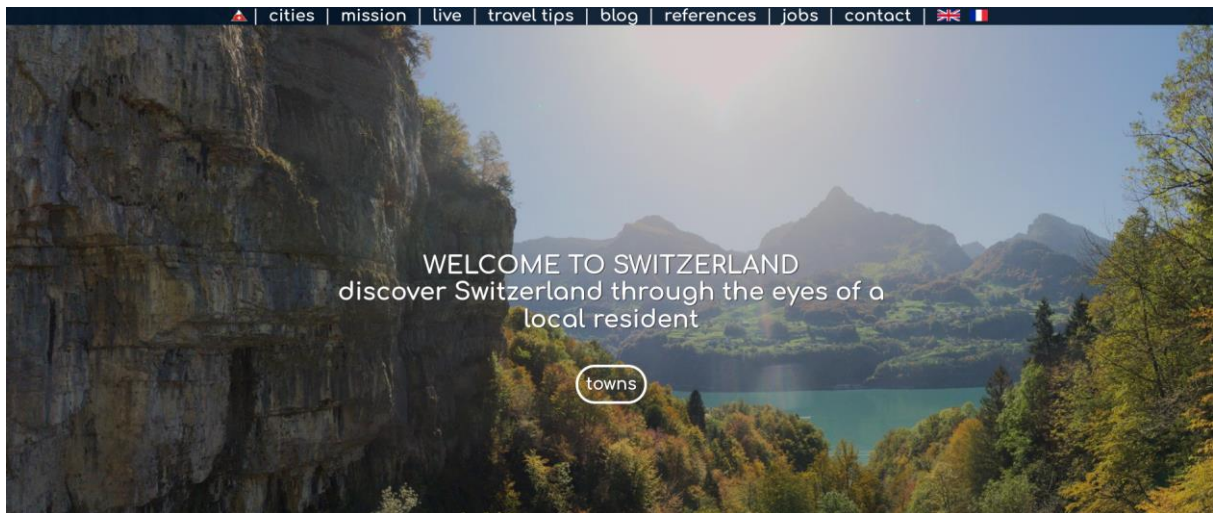 | cities | mission | live | travel tips | blog | references | jobs | contact |
WELCOME TO SWITZERLAND
discover Switzerland through the eyes of a
local resident
towns